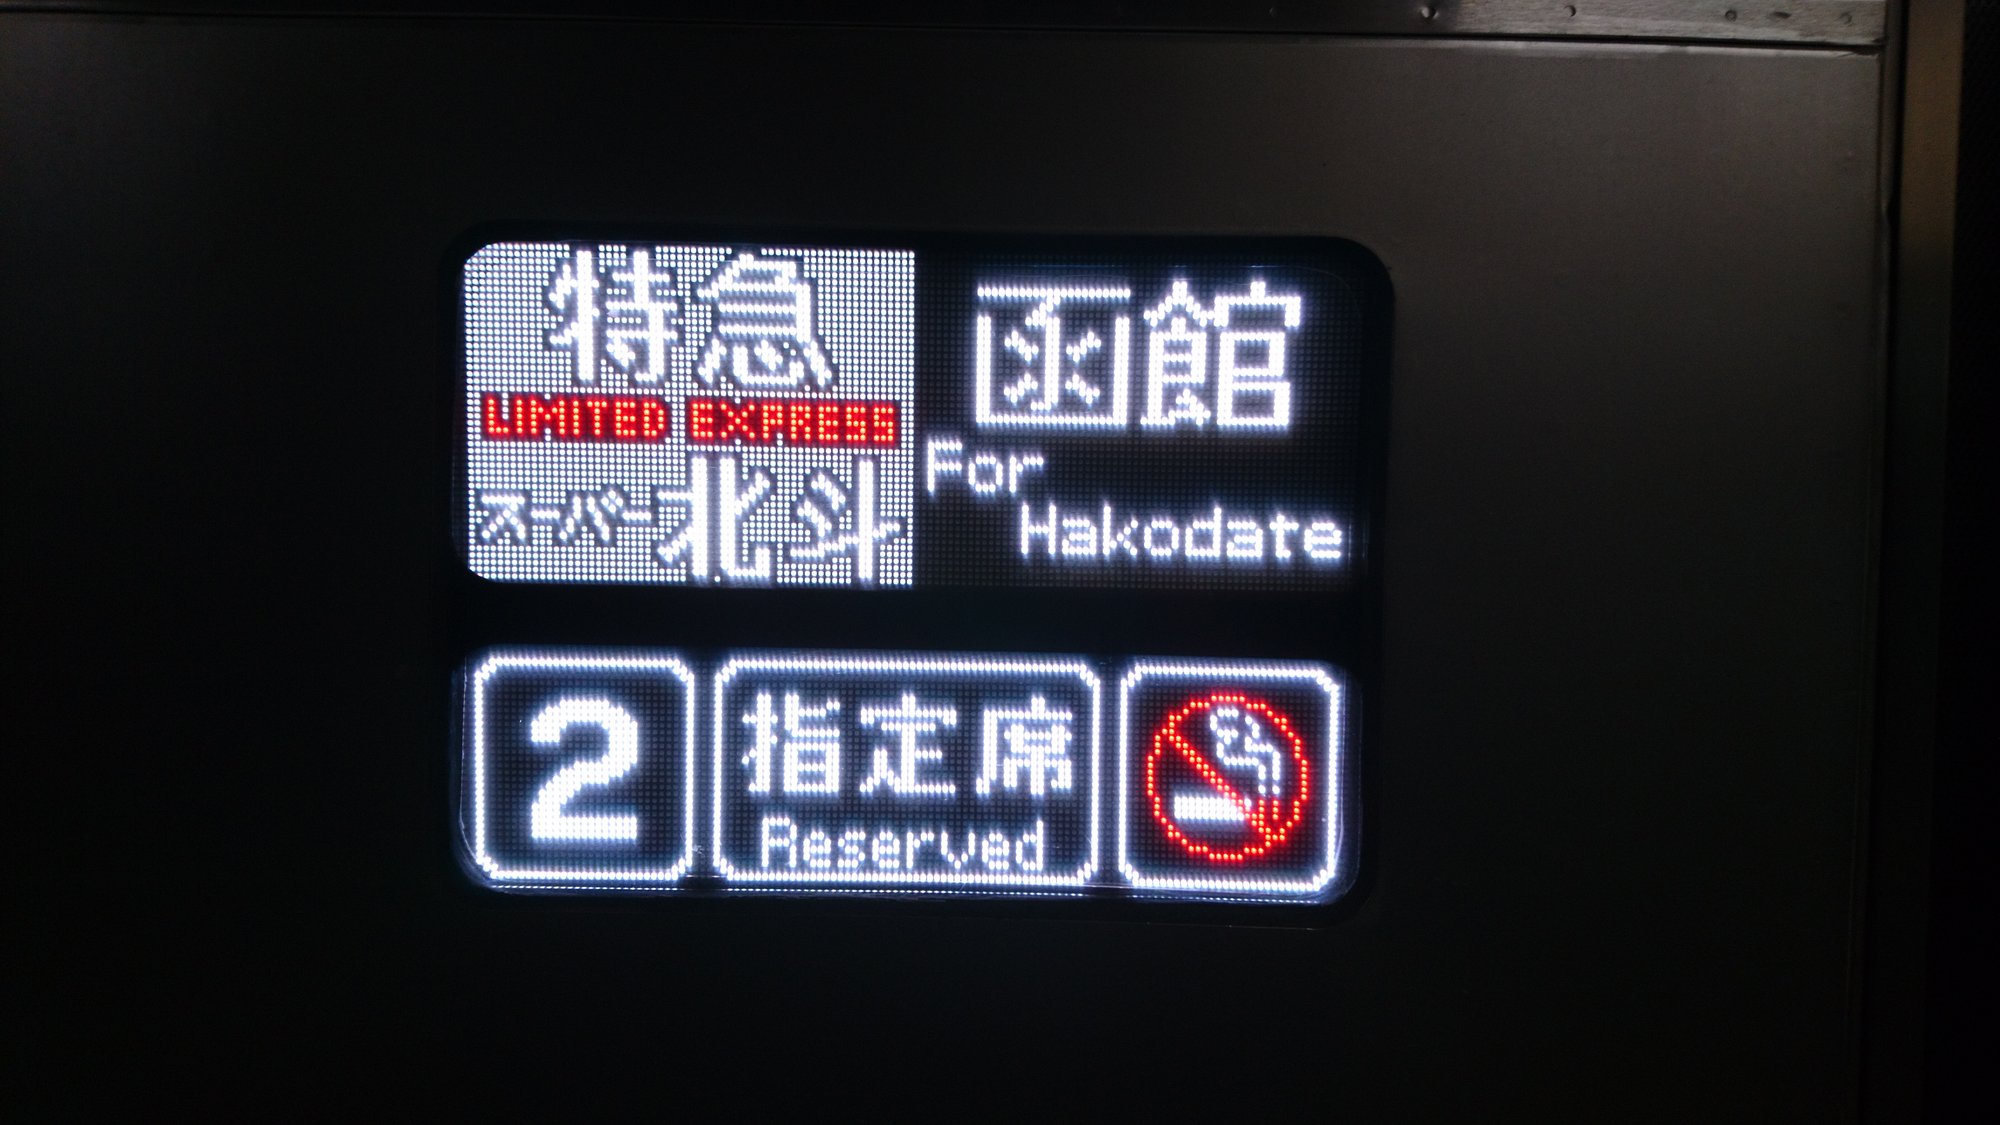 特急
LIMITED EXPRESS
スーパー北斗
函館
For
Hakodate
2
指定席
Reserved